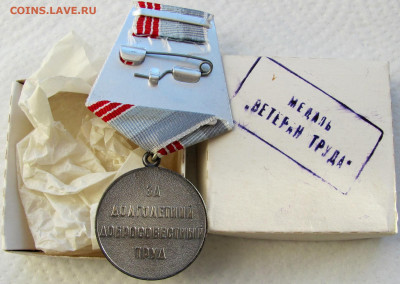 COINS.LAVE.RU
МЕДАЛЬ
„ВЕТЕРАН ТРУДА"
ЗА
ДОЛГОЛЕТНИЙ
ДОБРОСОВЕСТНЫЙ
ТРУД